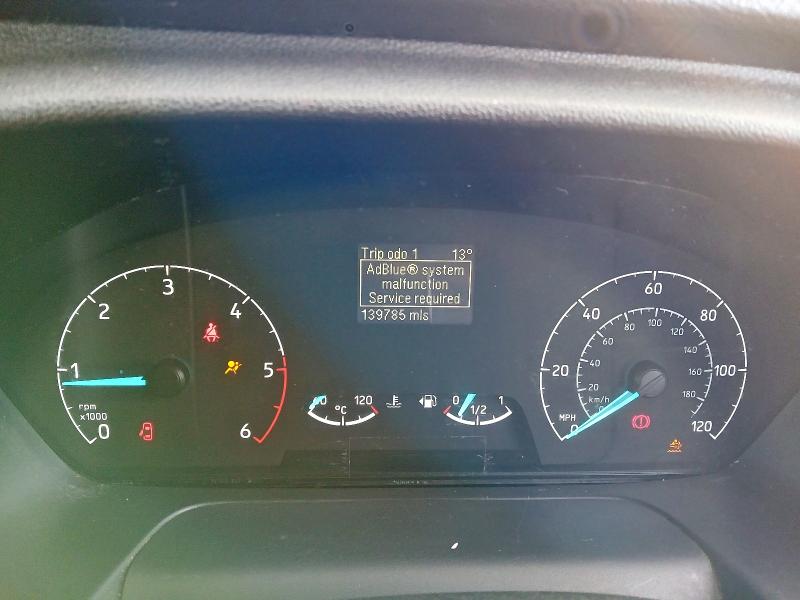 Trip odo 1 13°
AdBlue® system
malfunction
Service required
139785 mls
0 1 2 3 4 5 6
rpm
x1000
120
°C
0 1/2 1
0 20 40 60 80 100 120
MPH
20 40 60 80 100 120 140 160 180
km/h